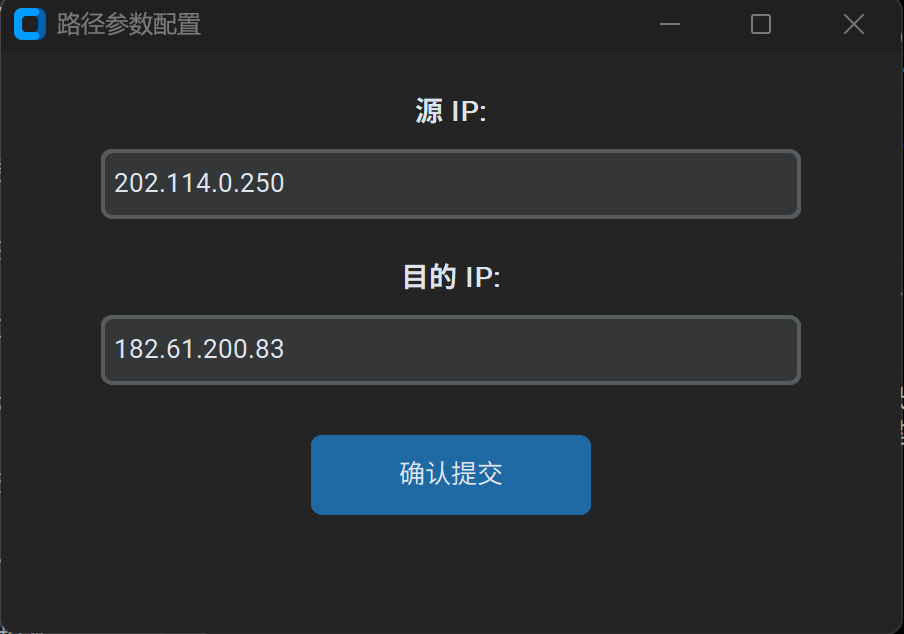 路径参数配置
源 IP:
202.114.0.250
目的 IP:
182.61.200.83
确认提交